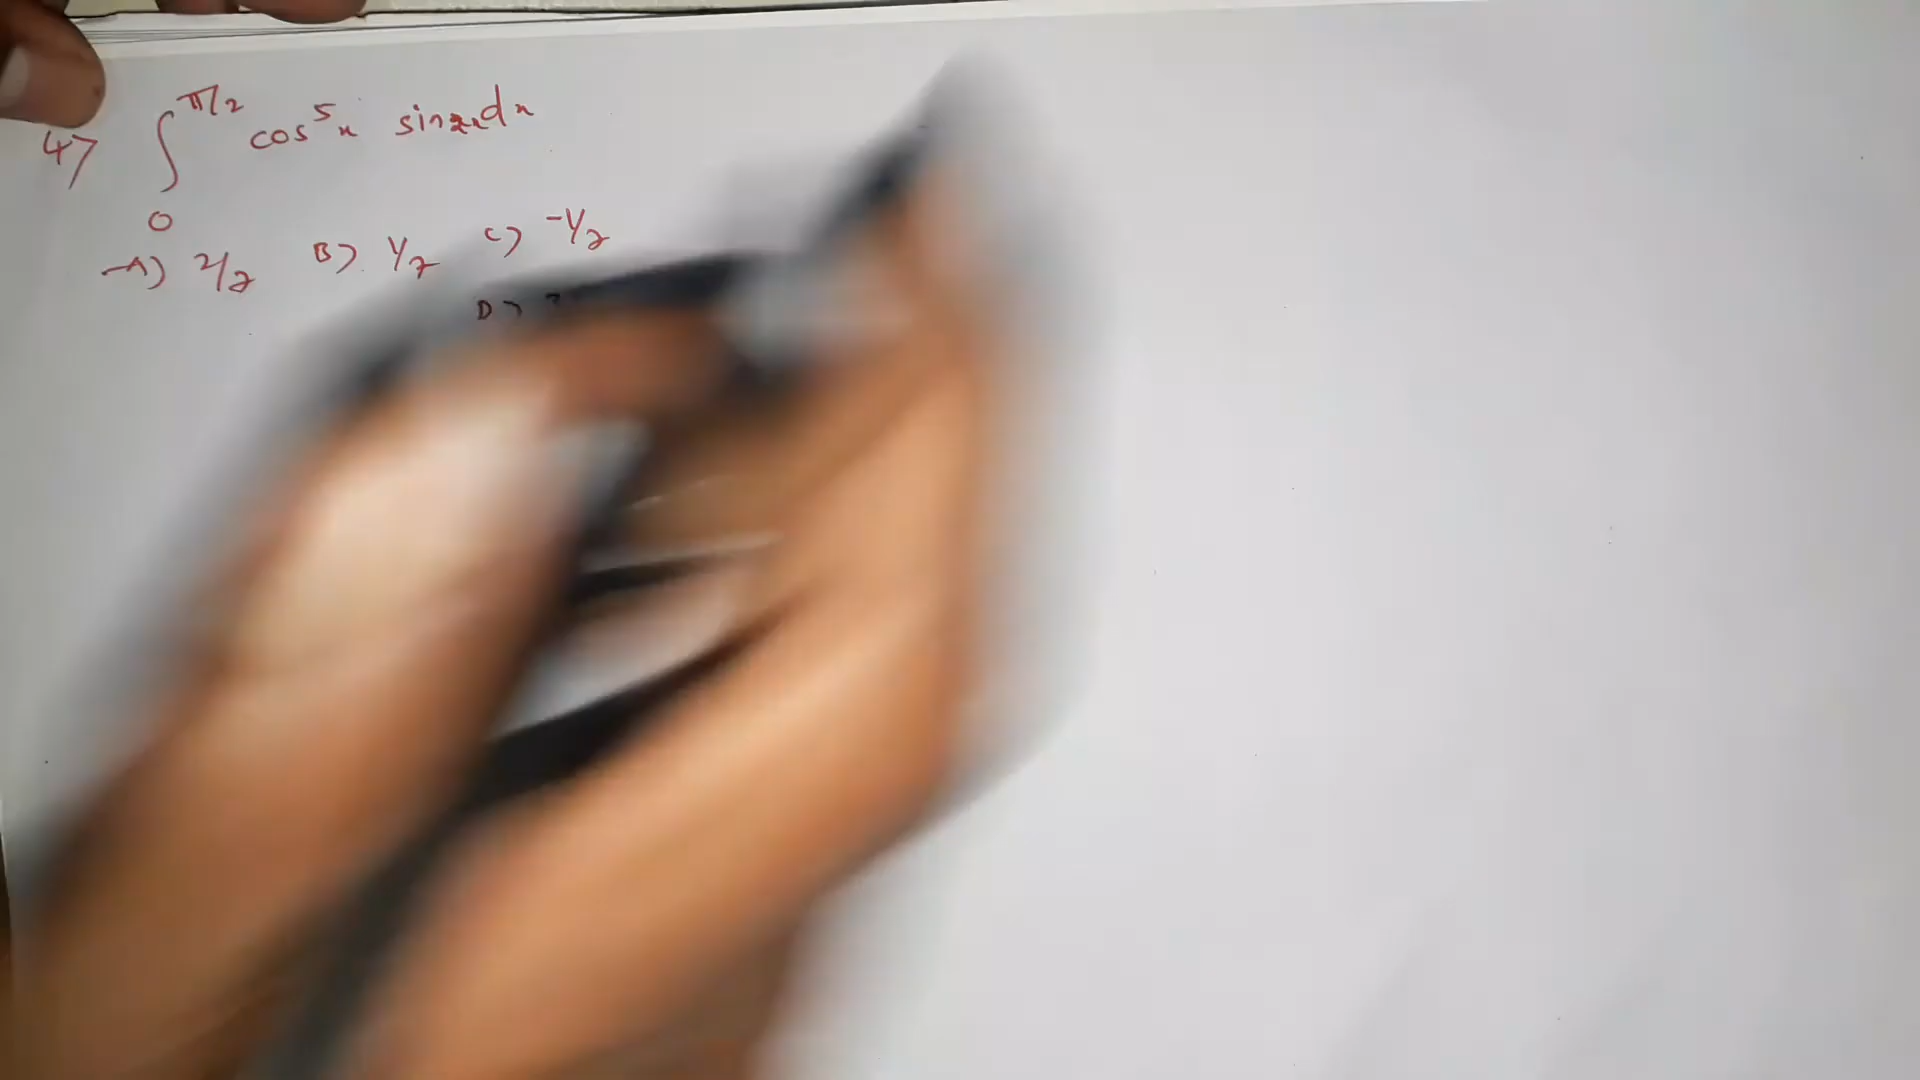 4) ∫₀^π/2 cos⁵x sin2x dx
A) 2/7 B) 1/7 C) -1/7
D)